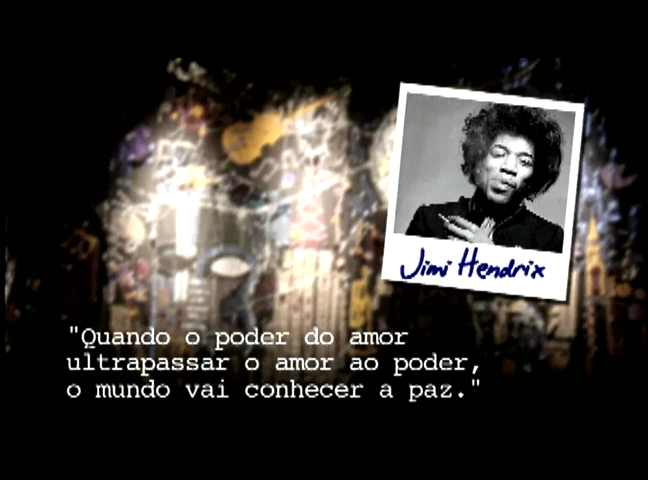 Jimi Hendrix
"Quando o poder do amor
ultrapassar o amor ao poder,
o mundo vai conhecer a paz."